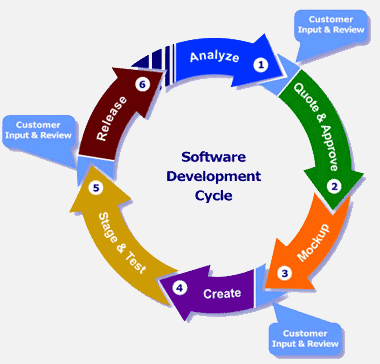 Customer
Input & Review
Analyze
1
Quote & Approve
2
Mockup
3
Customer
Input & Review
Create
4
Stage & Test
5
Customer
Input & Review
Release
6
Software
Development
Cycle